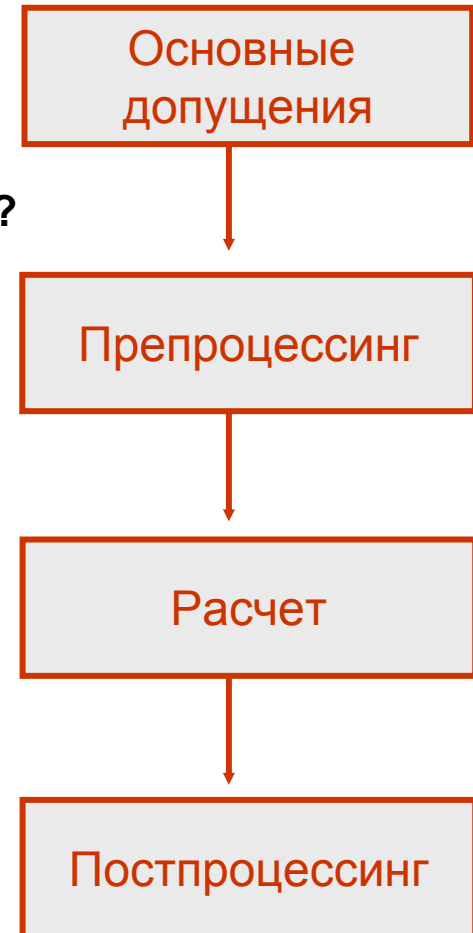 Основные
допущения
?
Препроцессинг
Расчет
Постпроцессинг